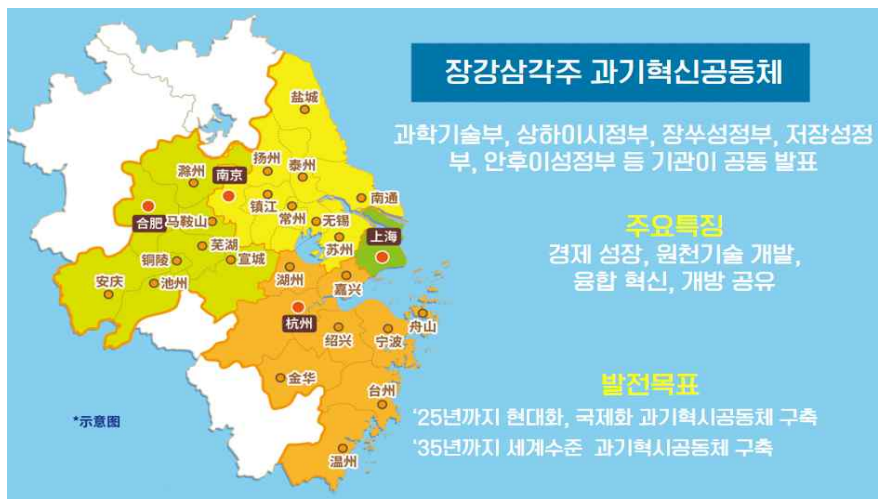 장강삼각주 과기혁신공동체
과학기술부, 상하이시정부, 장쑤성정부, 저장성정
부, 안후이성정부 등 기관이 공동 발표
주요특징
경제 성장, 원천기술 개발,
융합 혁신, 개방 공유
발전목표
‘25년까지 현대화, 국제화 과기혁시공동체 구축
‘35년까지 세계수준 과기혁시공동체 구축
盐城
滁州
南京
扬州
泰州
南通
合肥
马鞍山
镇江
常州
无锡
苏州
上海
芜湖
铜陵
宣城
安庆
池州
湖州
嘉兴
杭州
绍兴
宁波
舟山
金华
台州
温州
*示意图